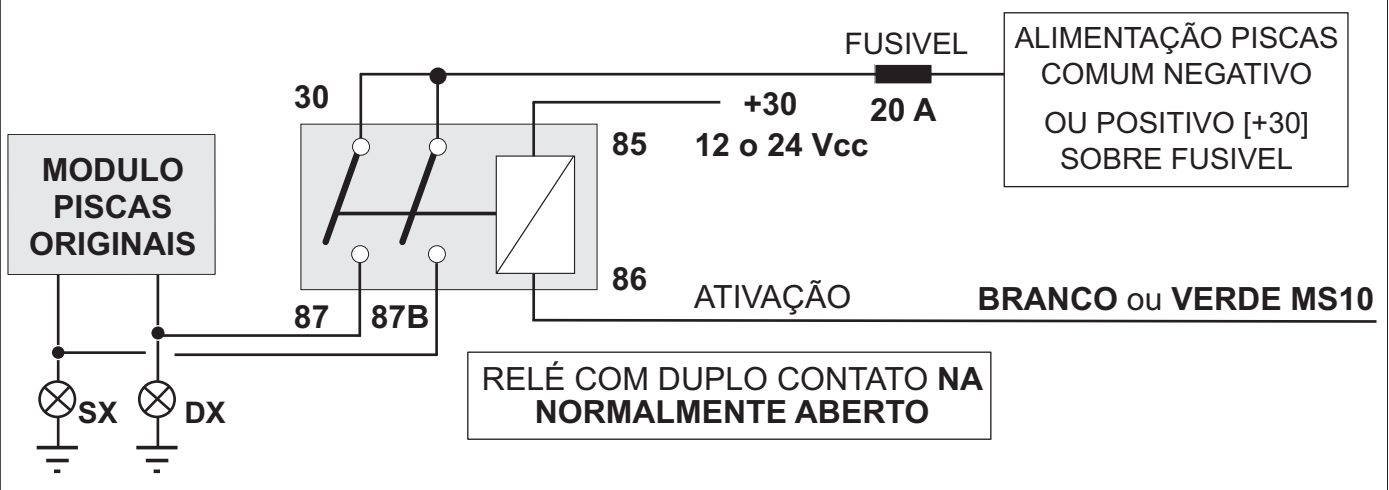 FUSIVEL
20 A
ALIMENTAÇÃO PISCAS
COMUM NEGATIVO
OU POSITIVO [+30]
SOBRE FUSIVEL
30
+30
12 o 24 Vcc
85
MODULO
PISCAS
ORIGINAIS
86
ATIVAÇÃO
BRANCO ou VERDE MS10
87
87B
RELÉ COM DUPLO CONTATO NA
NORMALMENTE ABERTO
SX
DX